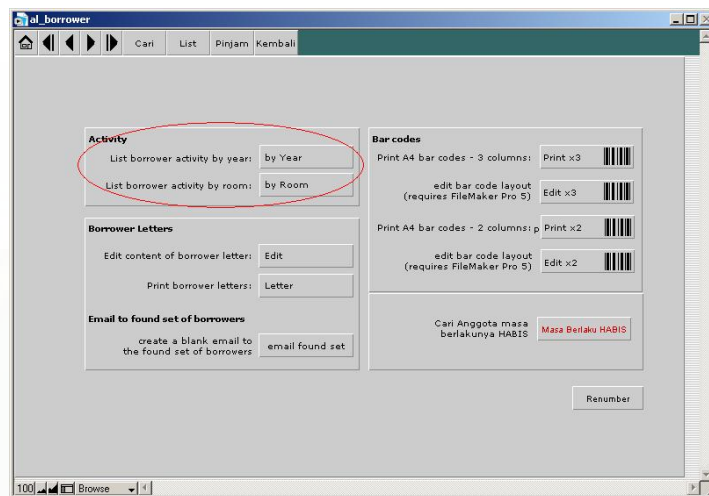 al_borrower
Cari List Pinjam Kembali
Activity
List borrower activity by year: by Year
List borrower activity by room: by Room
Borrower Letters
Edit content of borrower letter: Edit
Print borrower letters: Letter
Email to found set of borrowers
create a blank email to
the found set of borrowers email found set
Bar codes
Print A4 bar codes - 3 columns: Print x3
edit bar code layout
(requires FileMaker Pro 5) Edit x3
Print A4 bar codes - 2 columns: p Print x2
edit bar code layout
(requires FileMaker Pro 5) Edit x2
Cari Anggota masa
berlakunya HABIS Masa Berlaku HABIS
Renumber
100 Browse